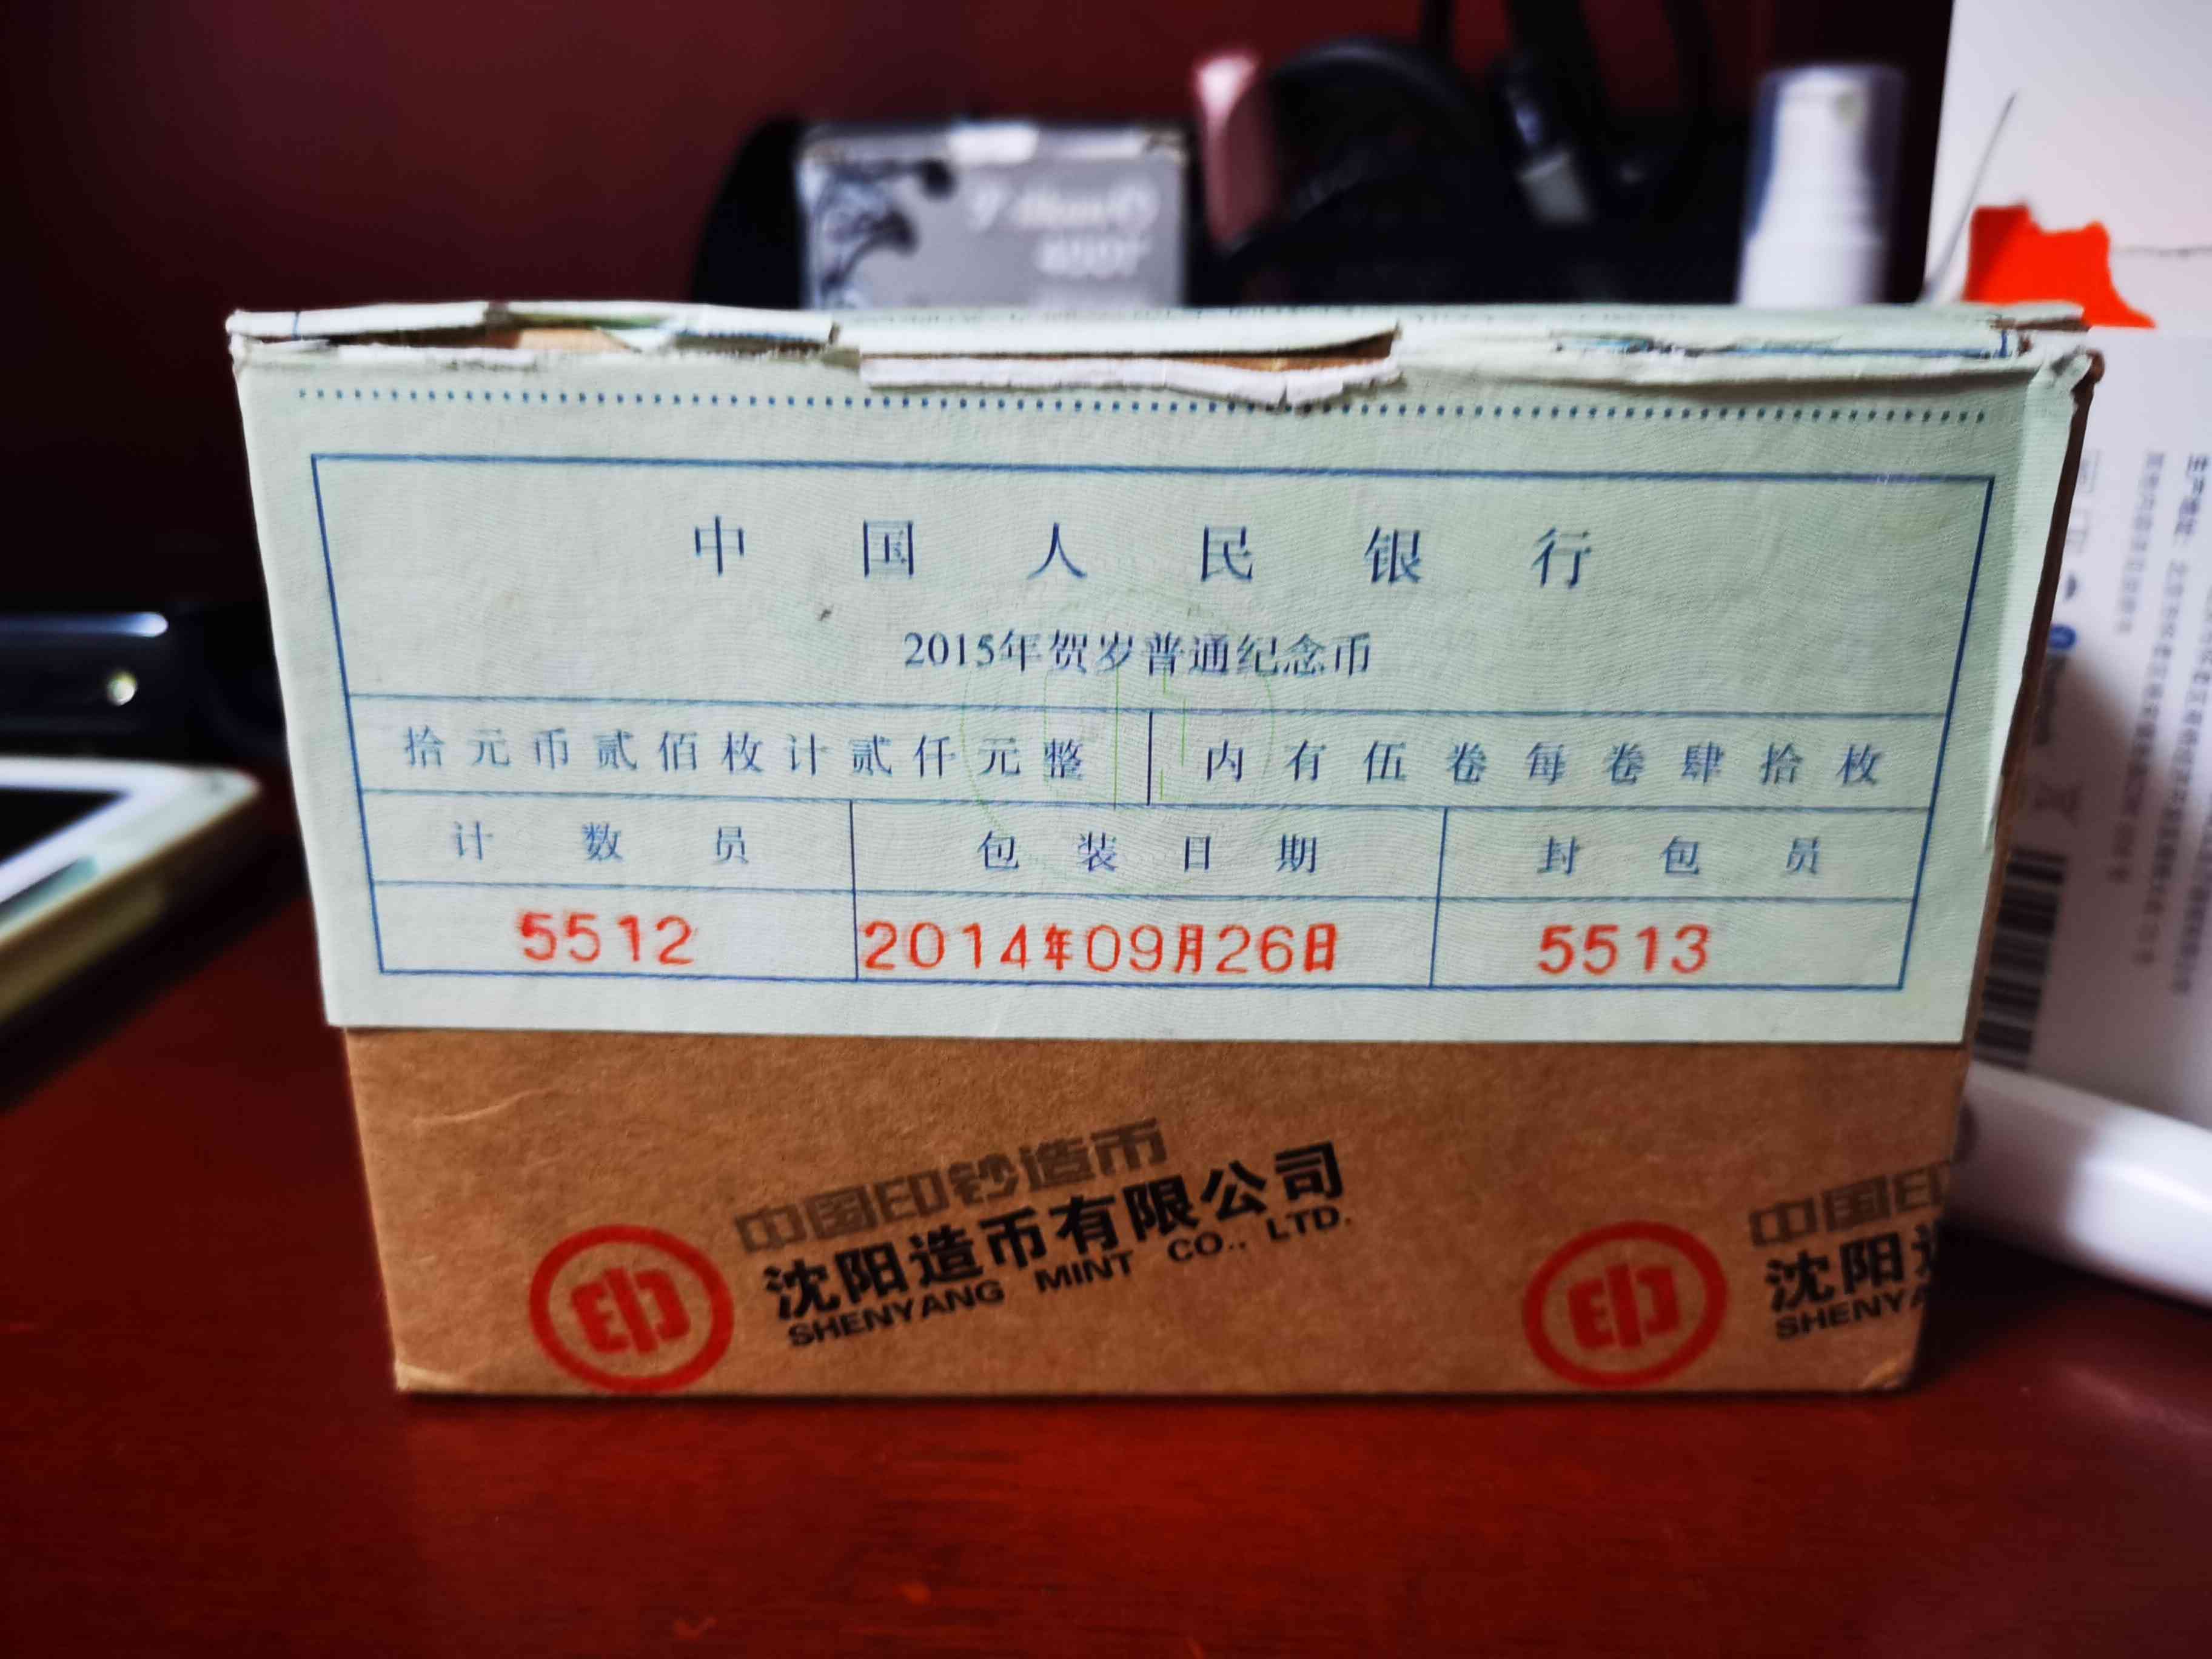 中国人民银行
2015年贺岁普通纪念币
拾元币贰佰枚计贰仟元整 内有伍卷每卷肆拾枚
计数员 包装日期 封包员
5512 2014年09月26日 5513
中国印钞造币
沈阳造币有限公司
SHENYANG MINT CO., LTD.
中国印
沈阳造
SHENYA